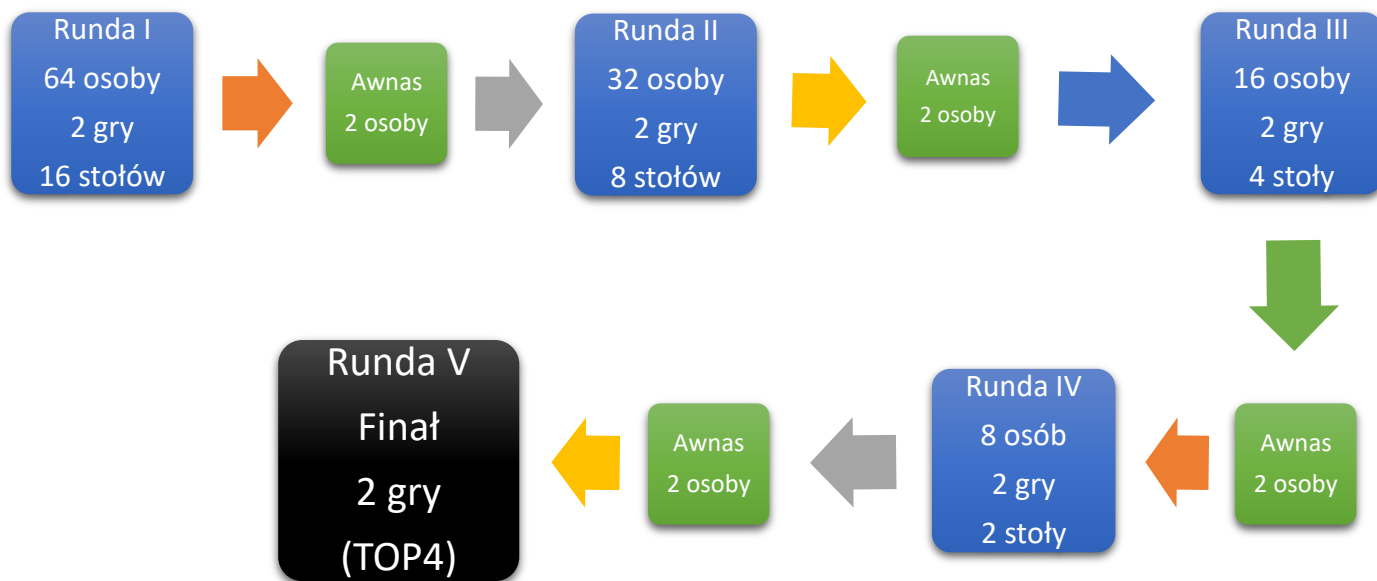 Runda I
64 osoby
2 gry
16 stołów
Awnas
2 osoby
Runda II
32 osoby
2 gry
8 stołów
Awnas
2 osoby
Runda III
16 osoby
2 gry
4 stoły
Awnas
2 osoby
Runda IV
8 osób
2 gry
2 stoły
Awnas
2 osoby
Runda V
Finał
2 gry
(TOP4)